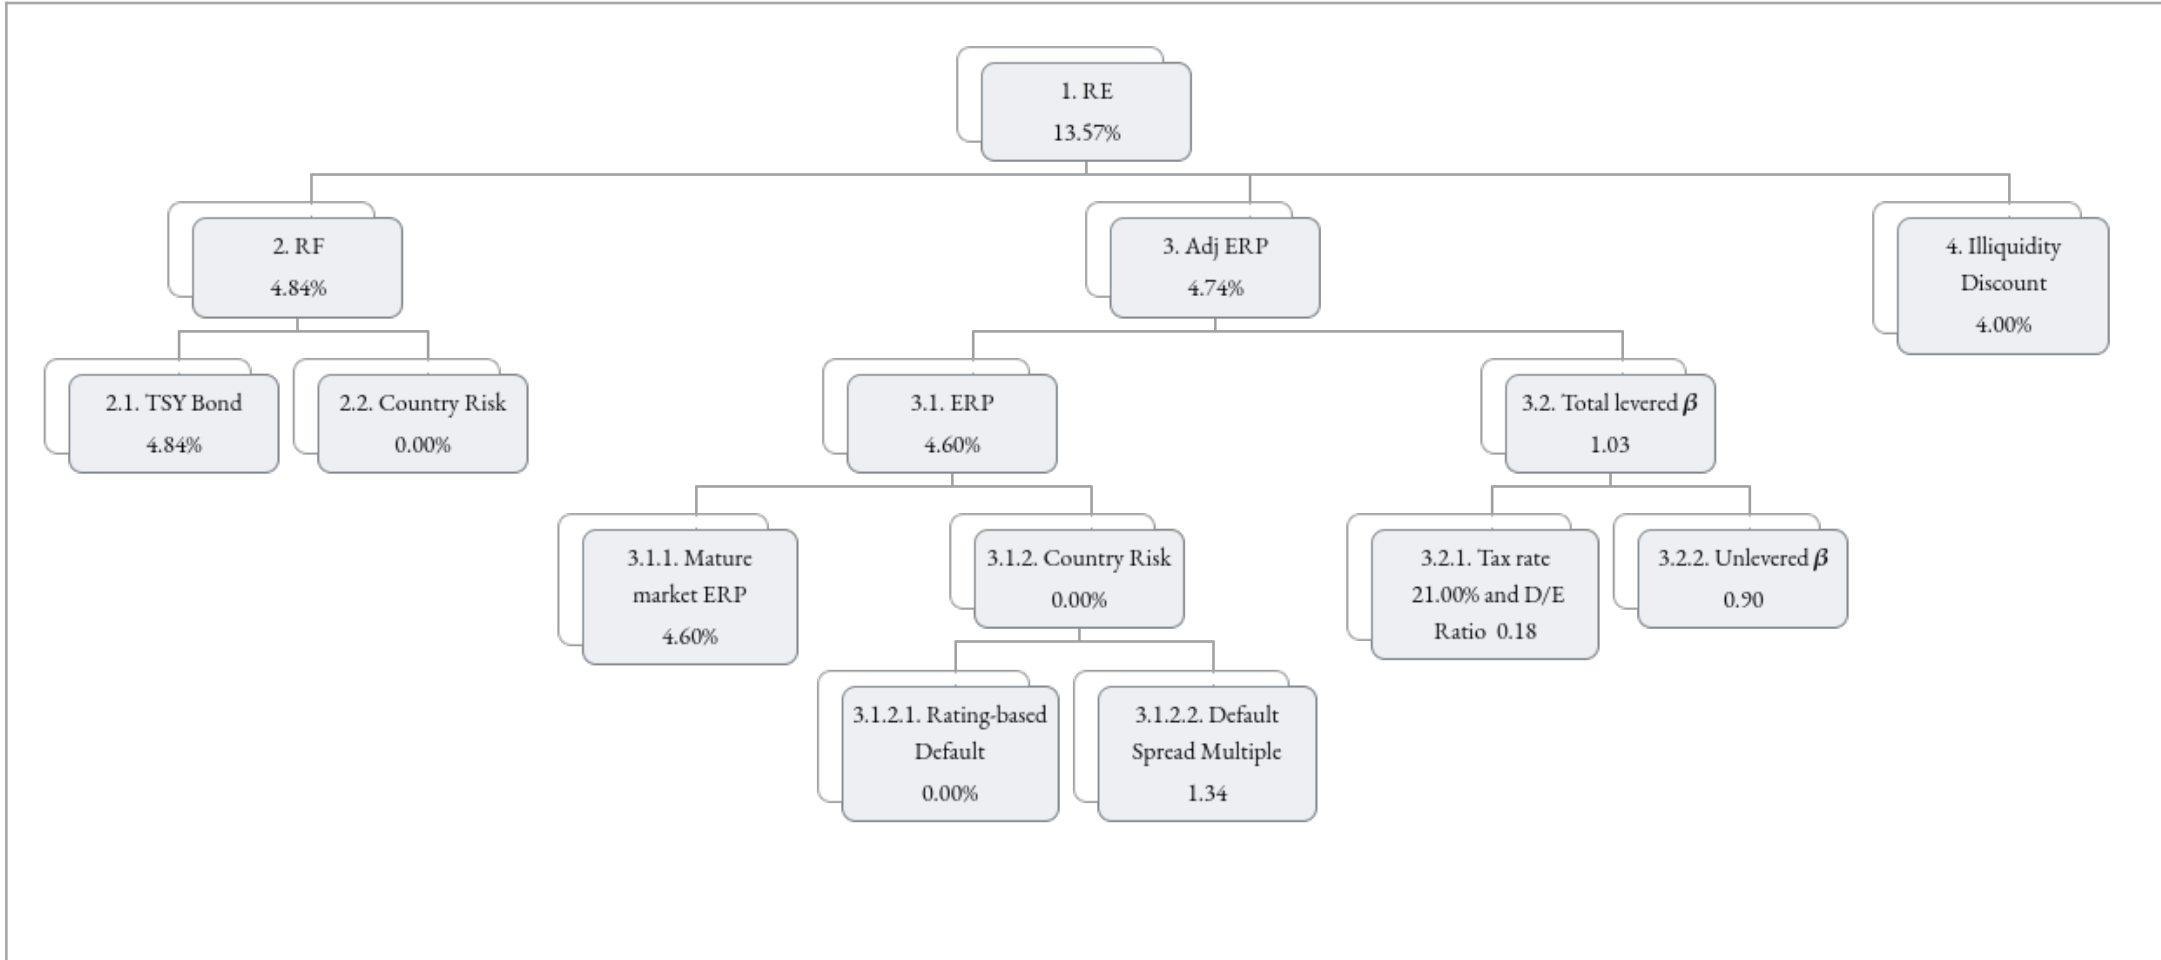 1. RE
13.57%
2. RF
4.84%
3. Adj ERP
4.74%
4. Illiquidity
Discount
4.00%
2.1. TSY Bond
4.84%
2.2. Country Risk
0.00%
3.1. ERP
4.60%
3.2. Total levered β
1.03
3.1.1. Mature
market ERP
4.60%
3.1.2. Country Risk
0.00%
3.2.1. Tax rate
21.00% and D/E
Ratio 0.18
3.2.2. Unlevered β
0.90
3.1.2.1. Rating-based
Default
0.00%
3.1.2.2. Default
Spread Multiple
1.34